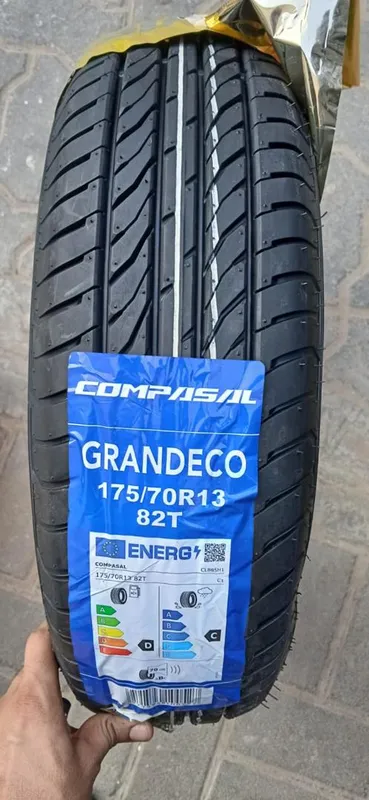 COMPASAL
GRANDECO
175/70R13
82T
ENERG
COMPASAL
175/70R13 82T
C1
A
B
C
D
E
D
A
B
C
D
E
C